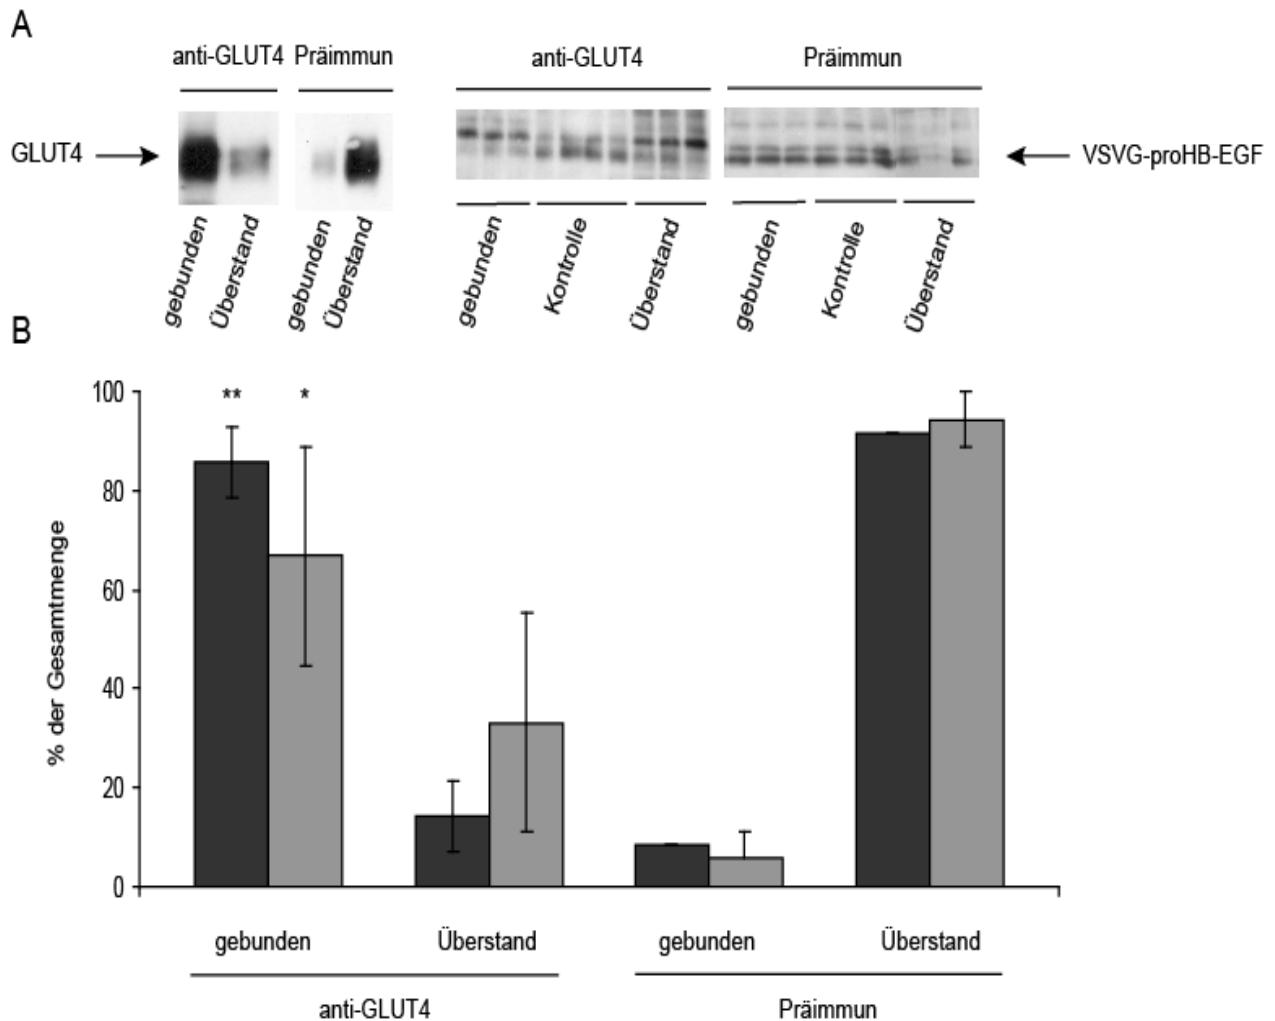 A
anti-GLUT4 Präimmun
anti-GLUT4
Präimmun
GLUT4
VSVG-proHB-EGF
gebunden
Überstand
gebunden
Überstand
gebunden
Kontrolle
Überstand
gebunden
Kontrolle
Überstand
B
% der Gesamtmenge
100
80
60
40
20
0
**
*
gebunden
Überstand
gebunden
Überstand
anti-GLUT4
Präimmun